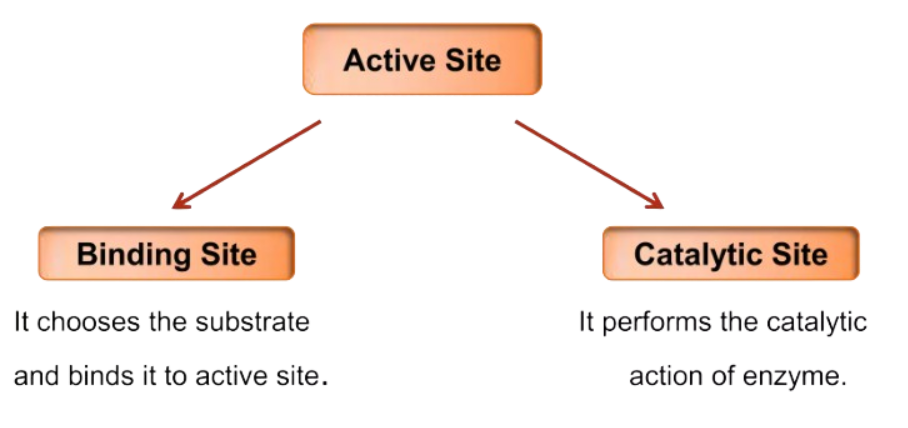 Active Site
Binding Site
It chooses the substrate
and binds it to active site.
Catalytic Site
It performs the catalytic
action of enzyme.